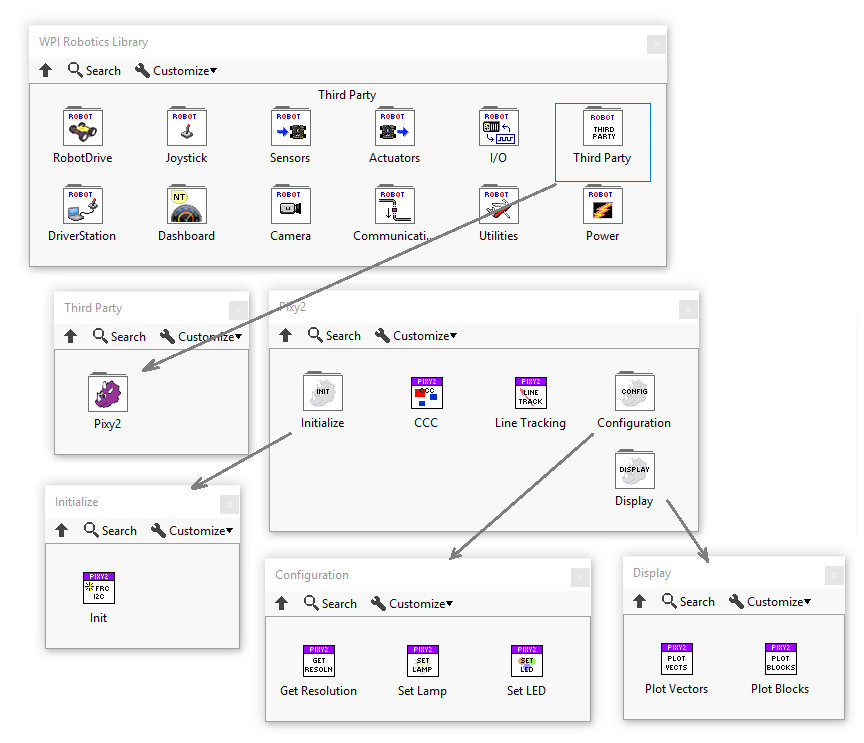 WPI Robotics Library
x
Search Customize
Third Party
ROBOT ROBOT ROBOT ROBOT ROBOT ROBOT
THIRD
PARTY
RobotDrive Joystick Sensors Actuators I/O Third Party
ROBOT NT ROBOT ROBOT ROBOT ROBOT
DriverStation Dashboard Camera Communicati... Utilities Power
Third Party
x
Search Customize
Pixy2
Pixy2
x
Search Customize
INIT
Initialize
PIXY2
CCC
CCC
PIXY2
LINE
TRACK
Line Tracking
CONFIG
Configuration
DISPLAY
Display
Initialize
x
Search Customize
PIXY2
FRC
I2C
Init
Configuration
x
Search Customize
PIXY2
GET
RESOLN
Get Resolution
PIXY2
SET
LAMP
Set Lamp
PIXY2
SET
LED
Set LED
Display
x
Search Customize
PIXY2
PLOT
VECTS
Plot Vectors
PIXY2
PLOT
BLOCKS
Plot Blocks